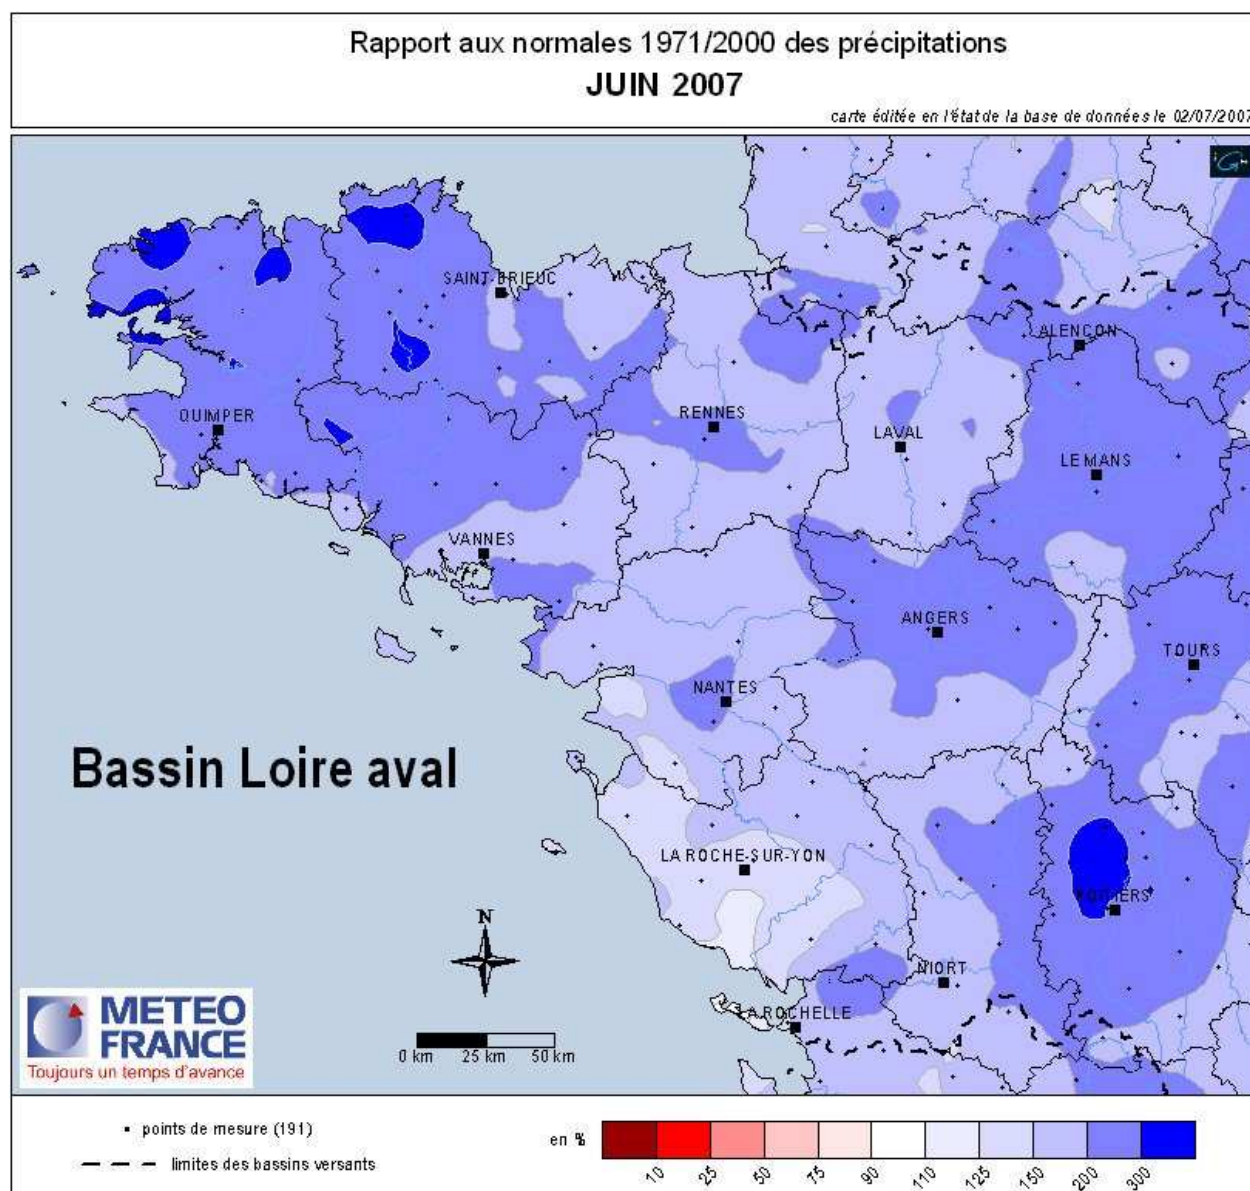 Rapport aux normales 1971/2000 des précipitations
JUIN 2007
carte éditée en l'état de la base de données le 02/07/2007
SAINT-BRIEUC
ALENÇON
QUIMPER
RENNES
LAVAL
LE MANS
VANNES
ANGERS
TOURS
NANTES
Bassin Loire aval
LA ROCHE-SUR-YON
POITIERS
N
NIORT
LA ROCHELLE
METEO
FRANCE
Toujours un temps d'avance
0 km 25 km 50 km
points de mesure (191)
limites des bassins versants
en %
10 25 50 75 90 110 125 150 200 300